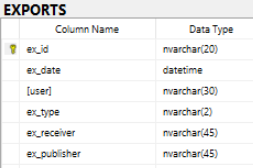 EXPORTS
Column Name Data Type
ex_id nvarchar(20)
ex_date datetime
[user] nvarchar(30)
ex_type nvarchar(2)
ex_receiver nvarchar(45)
ex_publisher nvarchar(45)